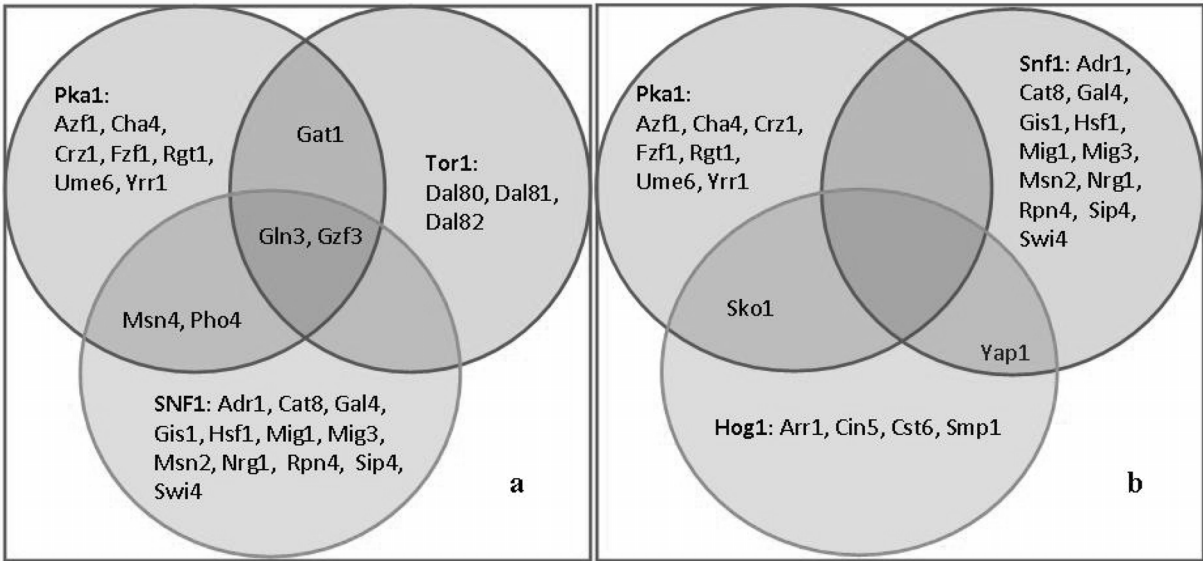 Pka1:
Azf1, Cha4,
Crz1, Fzf1, Rgt1,
Ume6, Yrr1
Gat1
Tor1:
Dal80, Dal81,
Dal82
Gln3, Gzf3
Msn4, Pho4
SNF1: Adr1, Cat8, Gal4,
Gis1, Hsf1, Mig1, Mig3,
Msn2, Nrg1, Rpn4, Sip4,
Swi4
a
Pka1:
Azf1, Cha4, Crz1,
Fzf1, Rgt1,
Ume6, Yrr1
Snf1: Adr1,
Cat8, Gal4,
Gis1, Hsf1,
Mig1, Mig3,
Msn2, Nrg1,
Rpn4, Sip4,
Swi4
Sko1
Yap1
Hog1: Arr1, Cin5, Cst6, Smp1
b